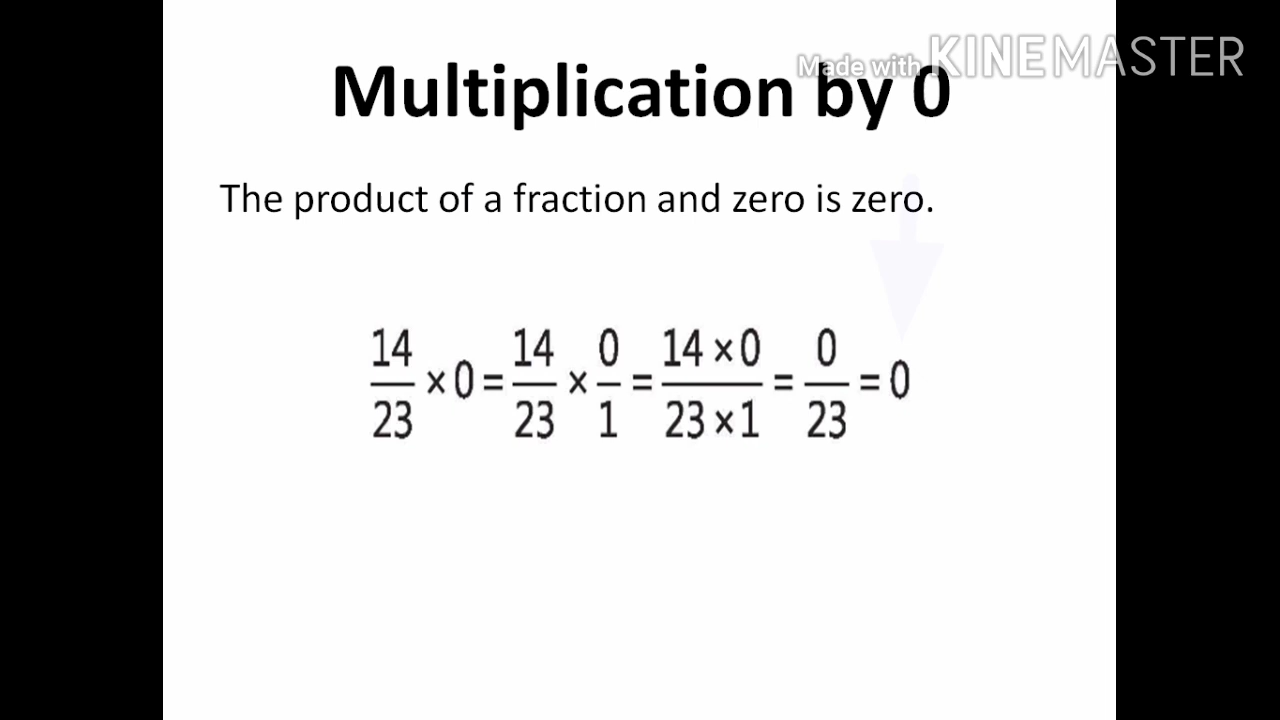 Made with KINEMASTER
Multiplication by 0
The product of a fraction and zero is zero.
14/23 × 0 = 14/23 × 0/1 = 14 × 0/23 × 1 = 0/23 = 0